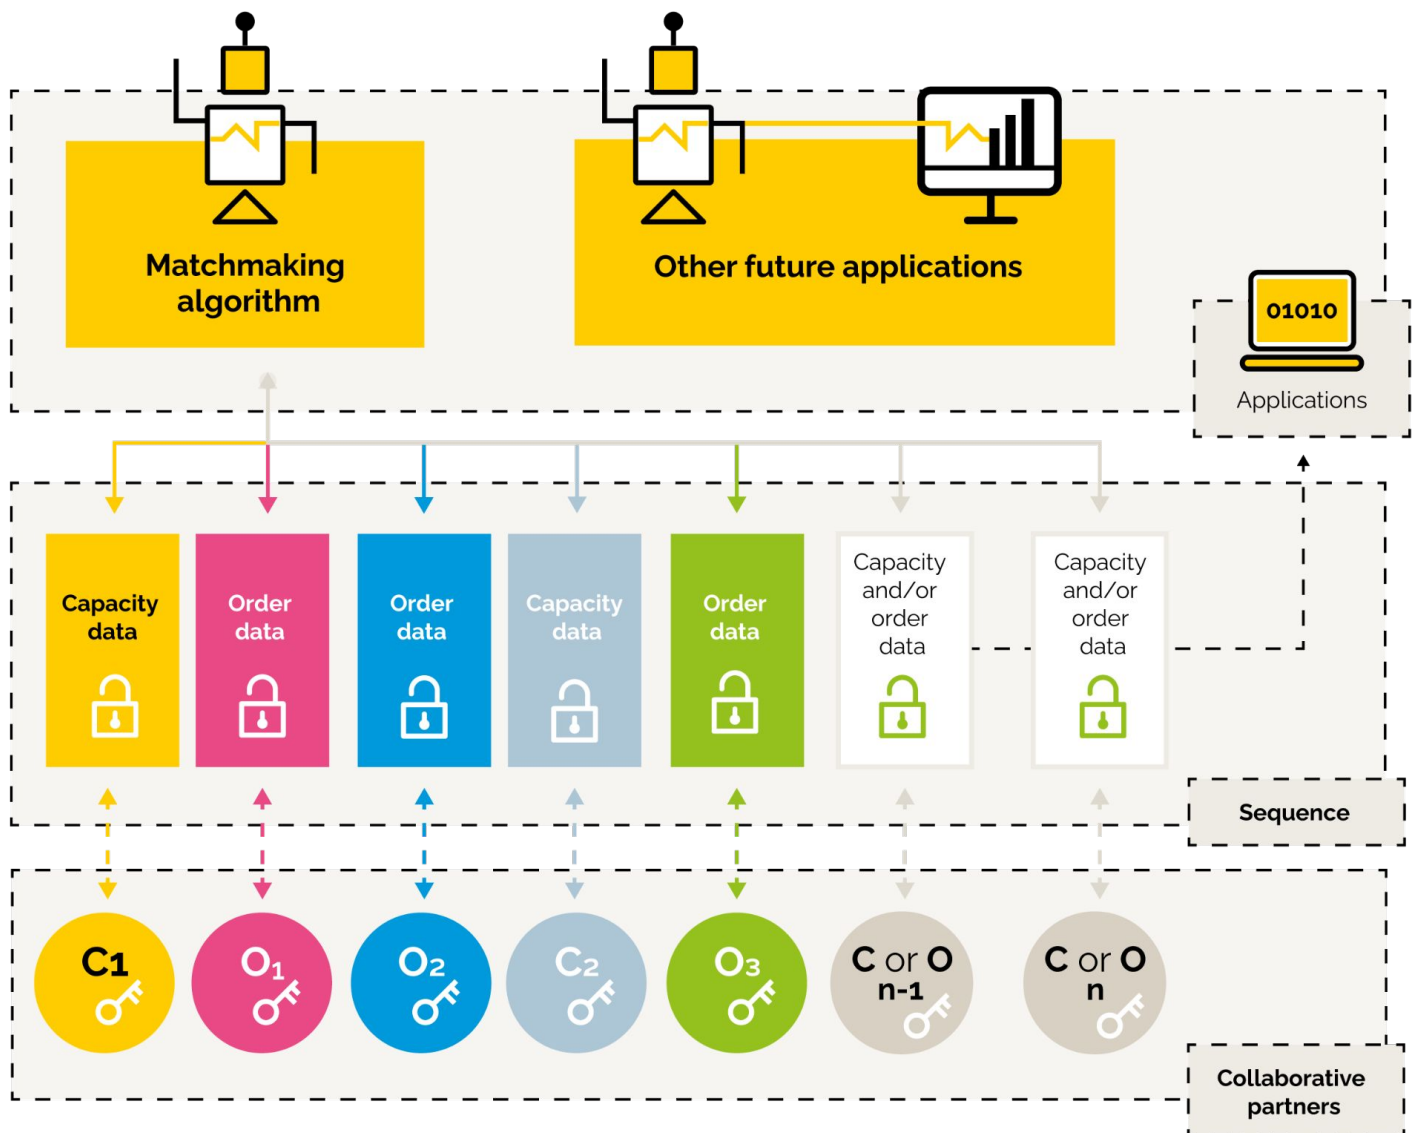 Matchmaking
algorithm
Other future applications
01010
Applications
Capacity
data
Order
data
Order
data
Capacity
data
Order
data
Capacity
and/or
order
data
Capacity
and/or
order
data
Sequence
C1
O1
O2
C2
O3
C or O
n-1
C or O
n
Collaborative
partners